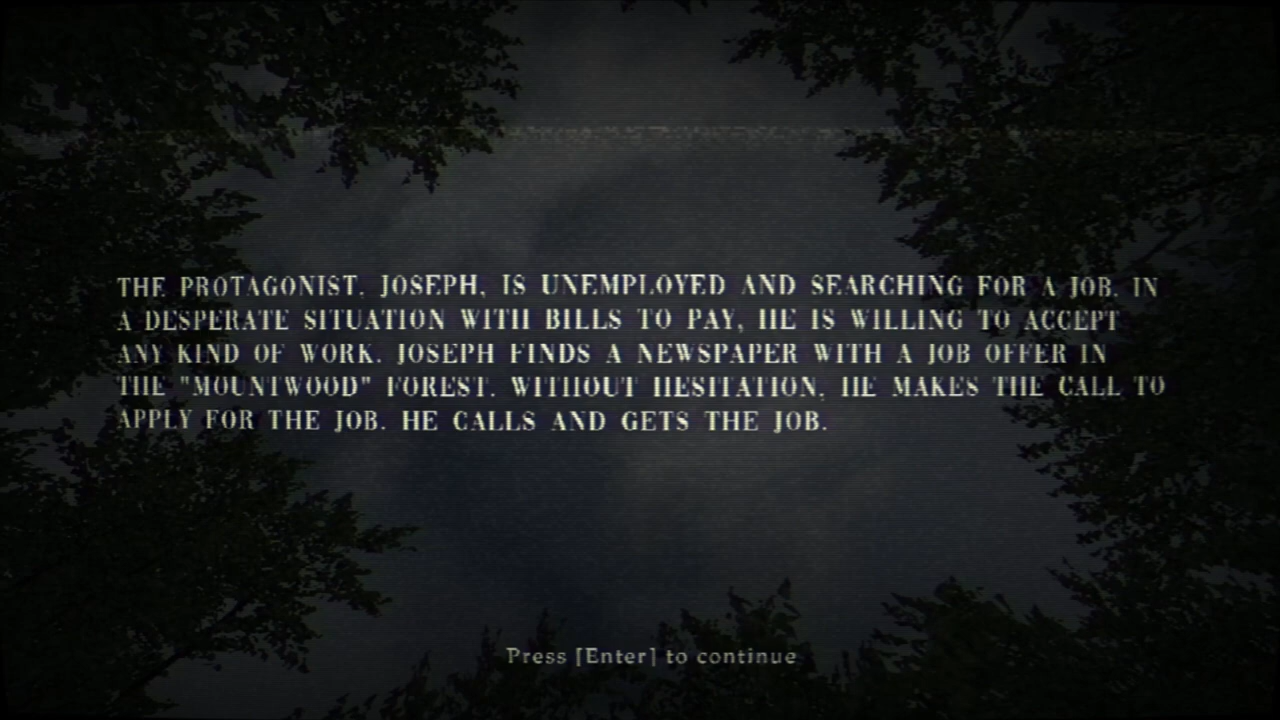 THE PROTAGONIST, JOSEPH, IS UNEMPLOYED AND SEARCHING FOR A JOB. IN
A DESPERATE SITUATION WITH BILLS TO PAY, HE IS WILLING TO ACCEPT
ANY KIND OF WORK. JOSEPH FINDS A NEWSPAPER WITH A JOB OFFER IN
THE "MOUNTWOOD" FOREST. WITHOUT HESITATION, HE MAKES THE CALL TO
APPLY FOR THE JOB. HE CALLS AND GETS THE JOB.
Press [Enter] to continue